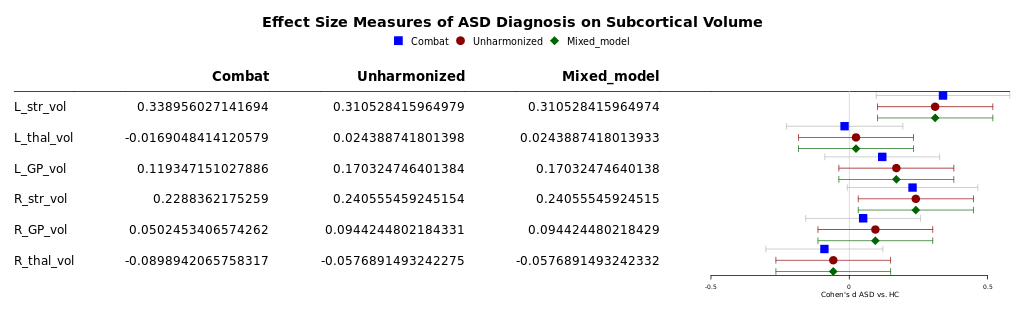 Effect Size Measures of ASD Diagnosis on Subcortical Volume
Combat Unharmonized Mixed_model
Combat Unharmonized Mixed_model
L_str_vol 0.338956027141694 0.310528415964979 0.310528415964974
L_thal_vol -0.0169048414120579 0.024388741801398 0.0243887418013933
L_GP_vol 0.119347151027886 0.170324746401384 0.17032474640138
R_str_vol 0.2288362175259 0.240555459245154 0.24055545924515
R_GP_vol 0.0502453406574262 0.0944244802184331 0.094424480218429
R_thal_vol -0.0898942065758317 -0.0576891493242275 -0.0576891493242332
-0.5 0 0.5
Cohen's d ASD vs. HC